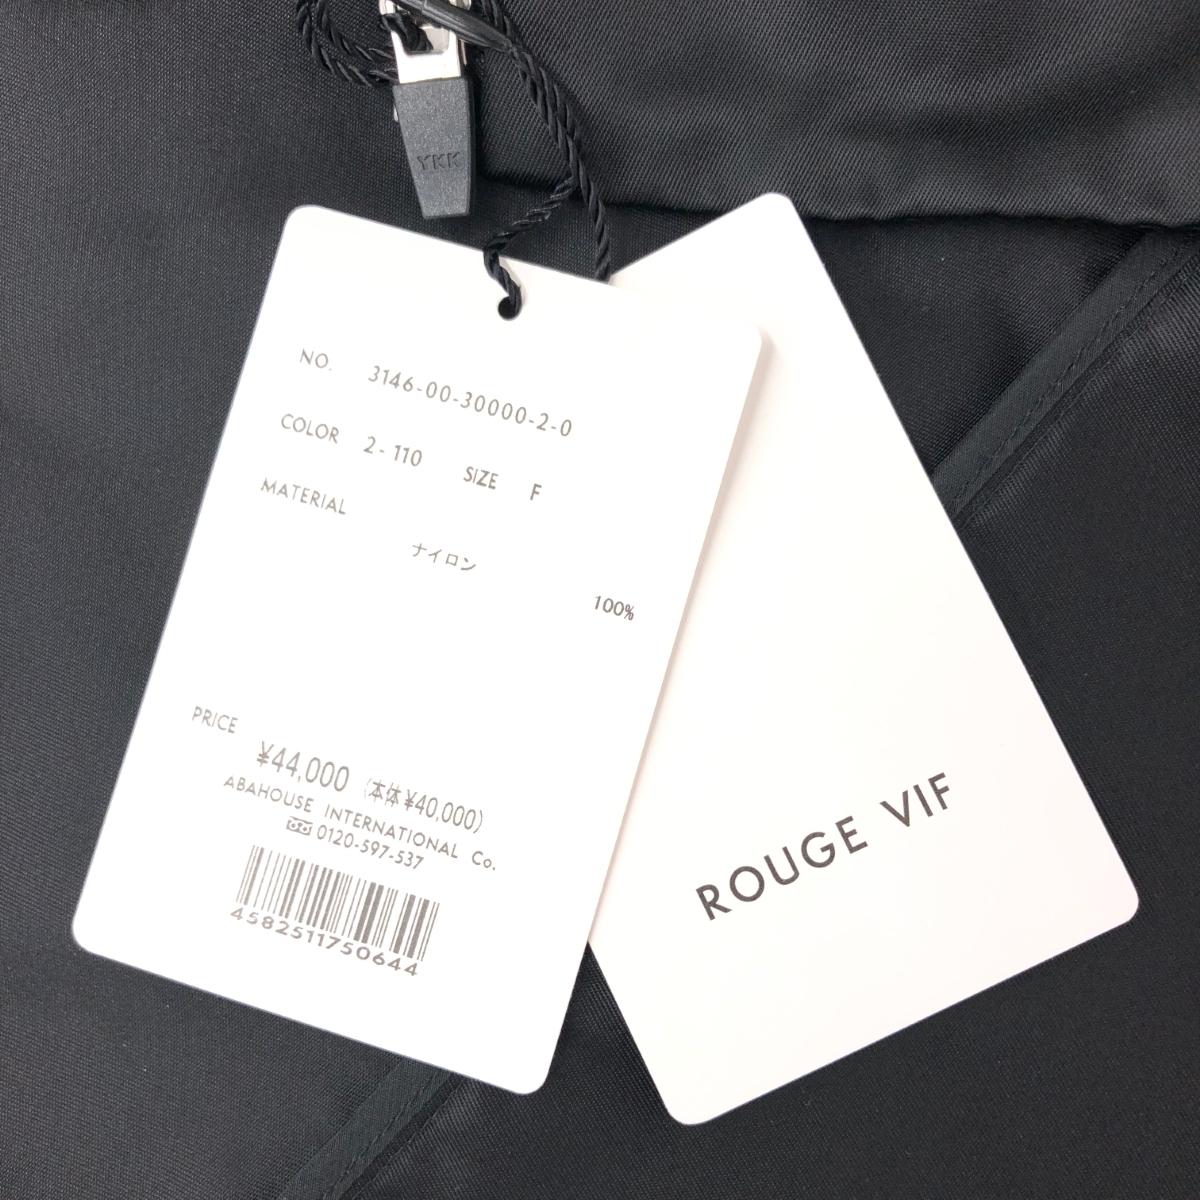 YKK
NO. 3146-00-30000-2-0
COLOR 2-110 SIZE F
MATERIAL
ナイロン
100%
PRICE
¥44,000 (本体¥40,000)
ABAHOUSE INTERNATIONAL Co.
0120-597-537
4582511750644
ROUGE VIF